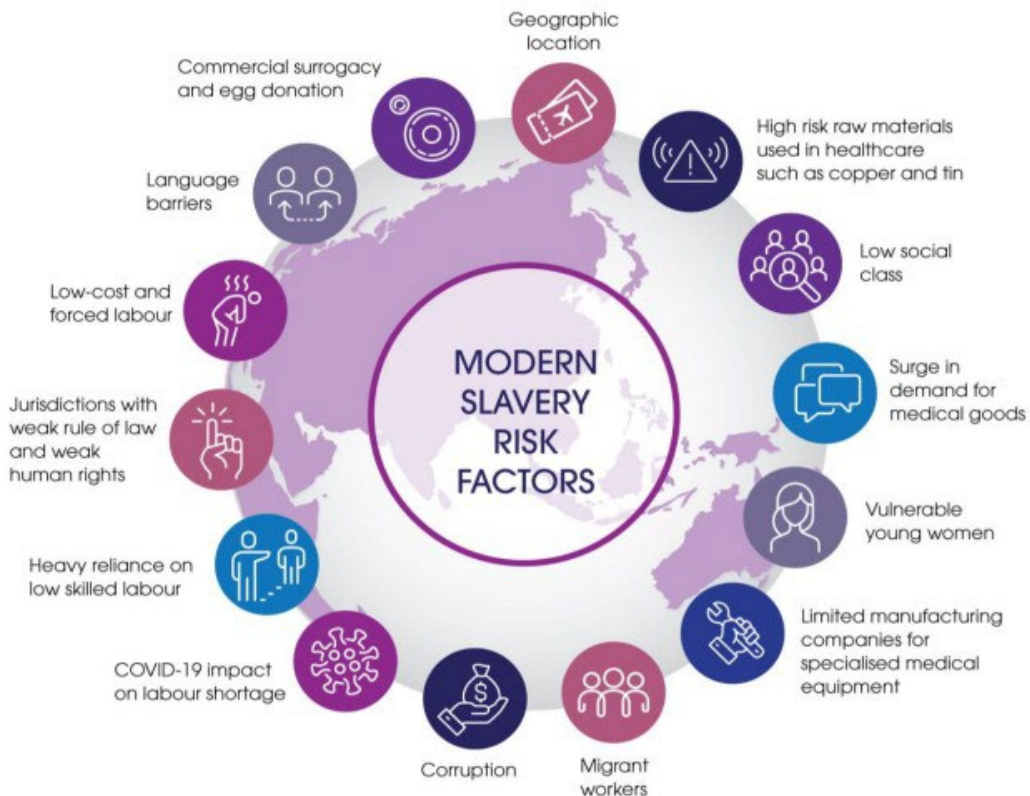 Geographic
location
High risk raw materials
used in healthcare
such as copper and tin
Low social
class
Surge in
demand for
medical goods
Vulnerable
young women
Limited manufacturing
companies for
specialised medical
equipment
Migrant
workers
Corruption
COVID-19 impact
on labour shortage
Heavy reliance on
low skilled labour
Jurisdictions with
weak rule of law
and weak
human rights
Low-cost and
forced labour
Language
barriers
Commercial surrogacy
and egg donation
MODERN
SLAVERY
RISK
FACTORS
$